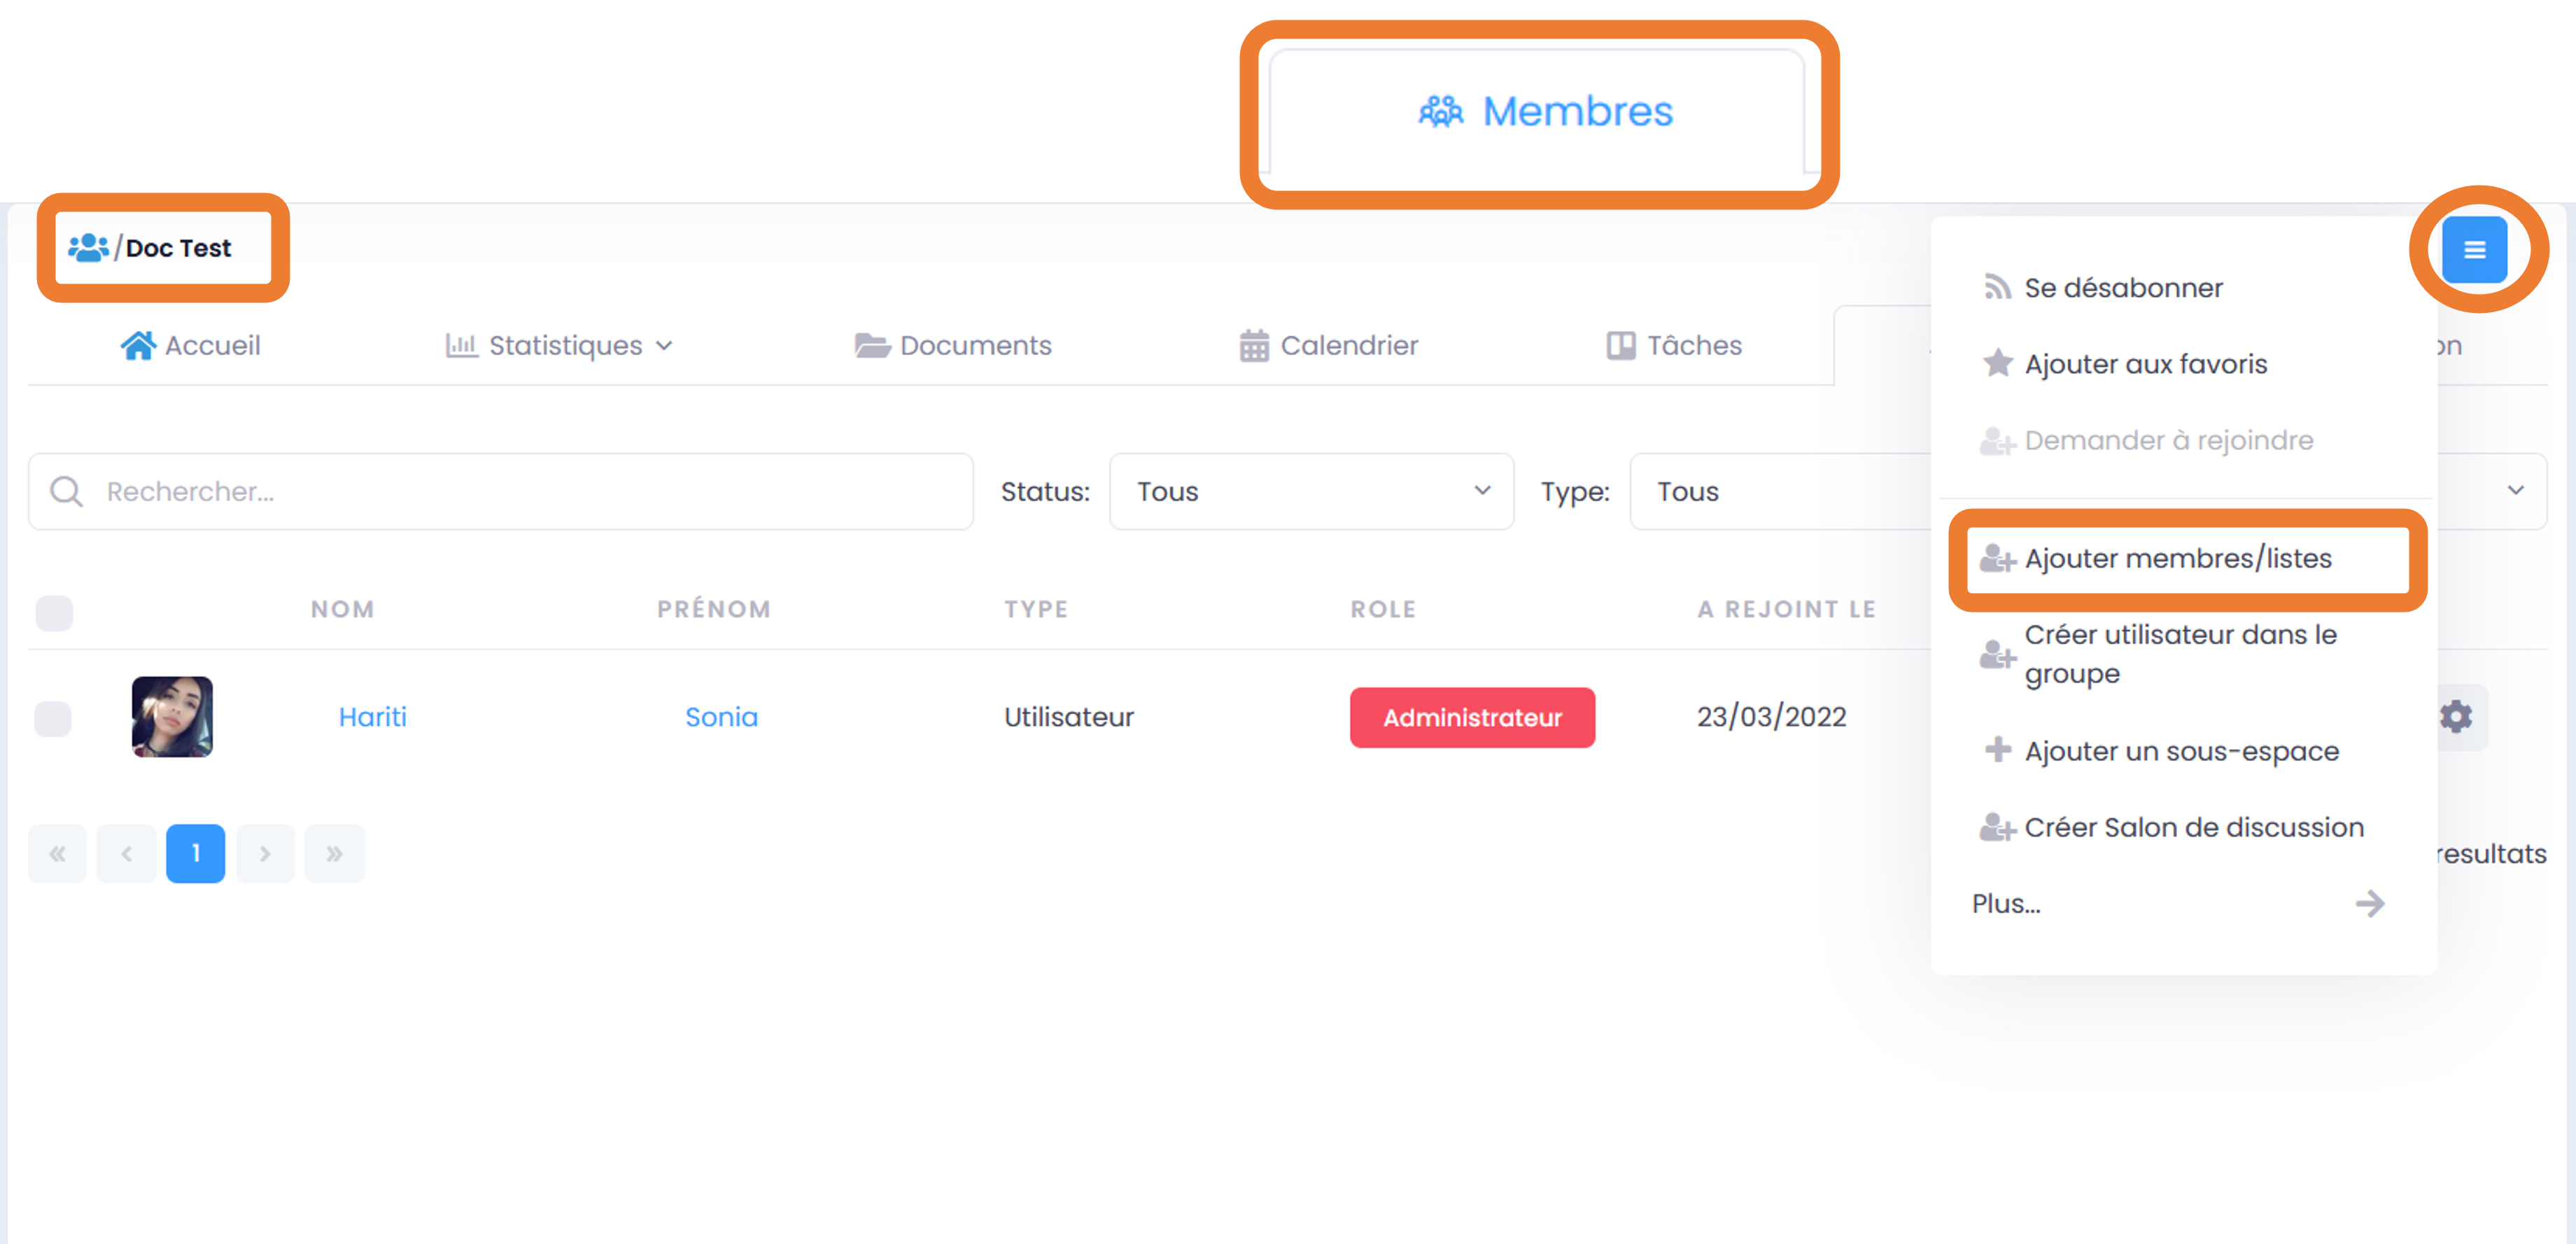 Membres
/Doc Test
Accueil
Statistiques
Documents
Calendrier
Tâches
Rechercher...
Status:
Tous
Type:
Tous
NOM
PRÉNOM
TYPE
ROLE
A REJOINT LE
Hariti
Sonia
Utilisateur
Administrateur
23/03/2022
« ‹ 1 › »
resultats
Se désabonner
Ajouter aux favoris
Demander à rejoindre
Ajouter membres/listes
Créer utilisateur dans le
groupe
Ajouter un sous-espace
Créer Salon de discussion
Plus...